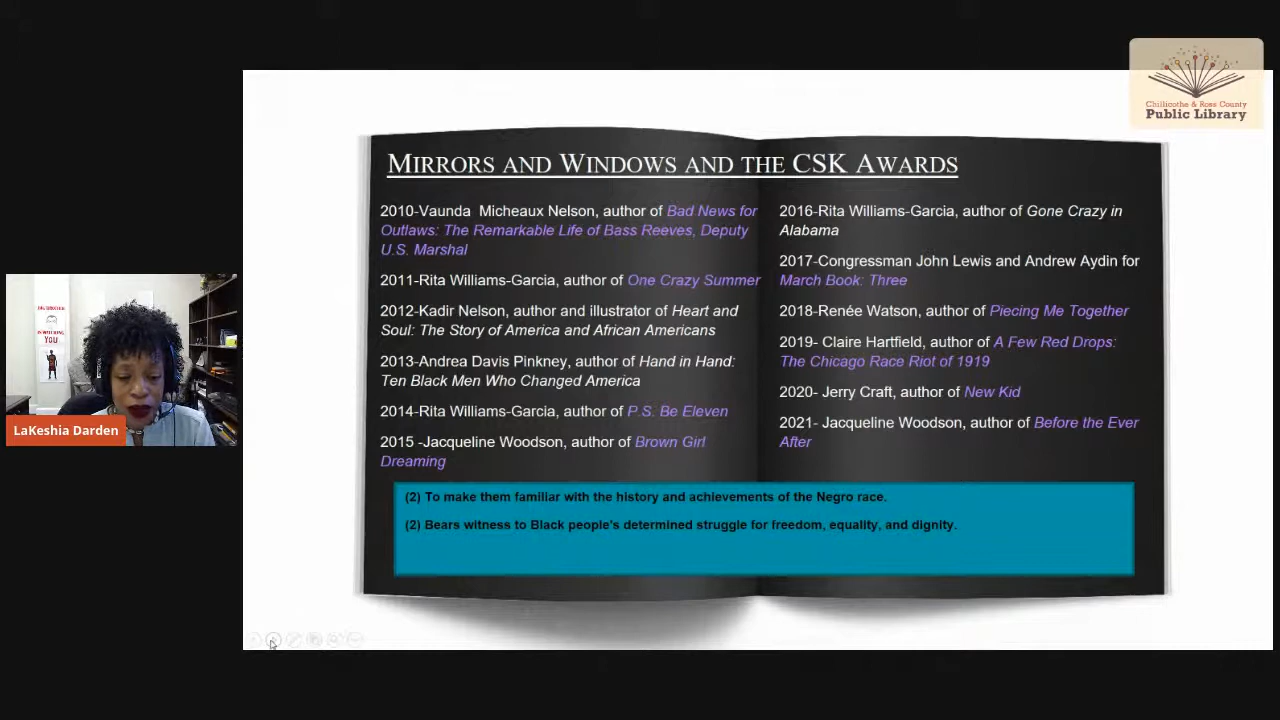 Chillicothe & Ross County
Public Library
MIRRORS AND WINDOWS AND THE CSK AWARDS
2010-Vaunda Micheaux Nelson, author of Bad News for
Outlaws: The Remarkable Life of Bass Reeves, Deputy
U.S. Marshal
2011-Rita Williams-Garcia, author of One Crazy Summer
2012-Kadir Nelson, author and illustrator of Heart and
Soul: The Story of America and African Americans
2013-Andrea Davis Pinkney, author of Hand in Hand:
Ten Black Men Who Changed America
2014-Rita Williams-Garcia, author of P.S. Be Eleven
2015 -Jacqueline Woodson, author of Brown Girl
Dreaming
2016-Rita Williams-Garcia, author of Gone Crazy in
Alabama
2017-Congressman John Lewis and Andrew Aydin for
March Book: Three
2018-Renée Watson, author of Piecing Me Together
2019- Claire Hartfield, author of A Few Red Drops:
The Chicago Race Riot of 1919
2020- Jerry Craft, author of New Kid
2021- Jacqueline Woodson, author of Before the Ever
After
(2) To make them familiar with the history and achievements of the Negro race.
(2) Bears witness to Black people's determined struggle for freedom, equality, and dignity.
YOU
LaKeshia Darden